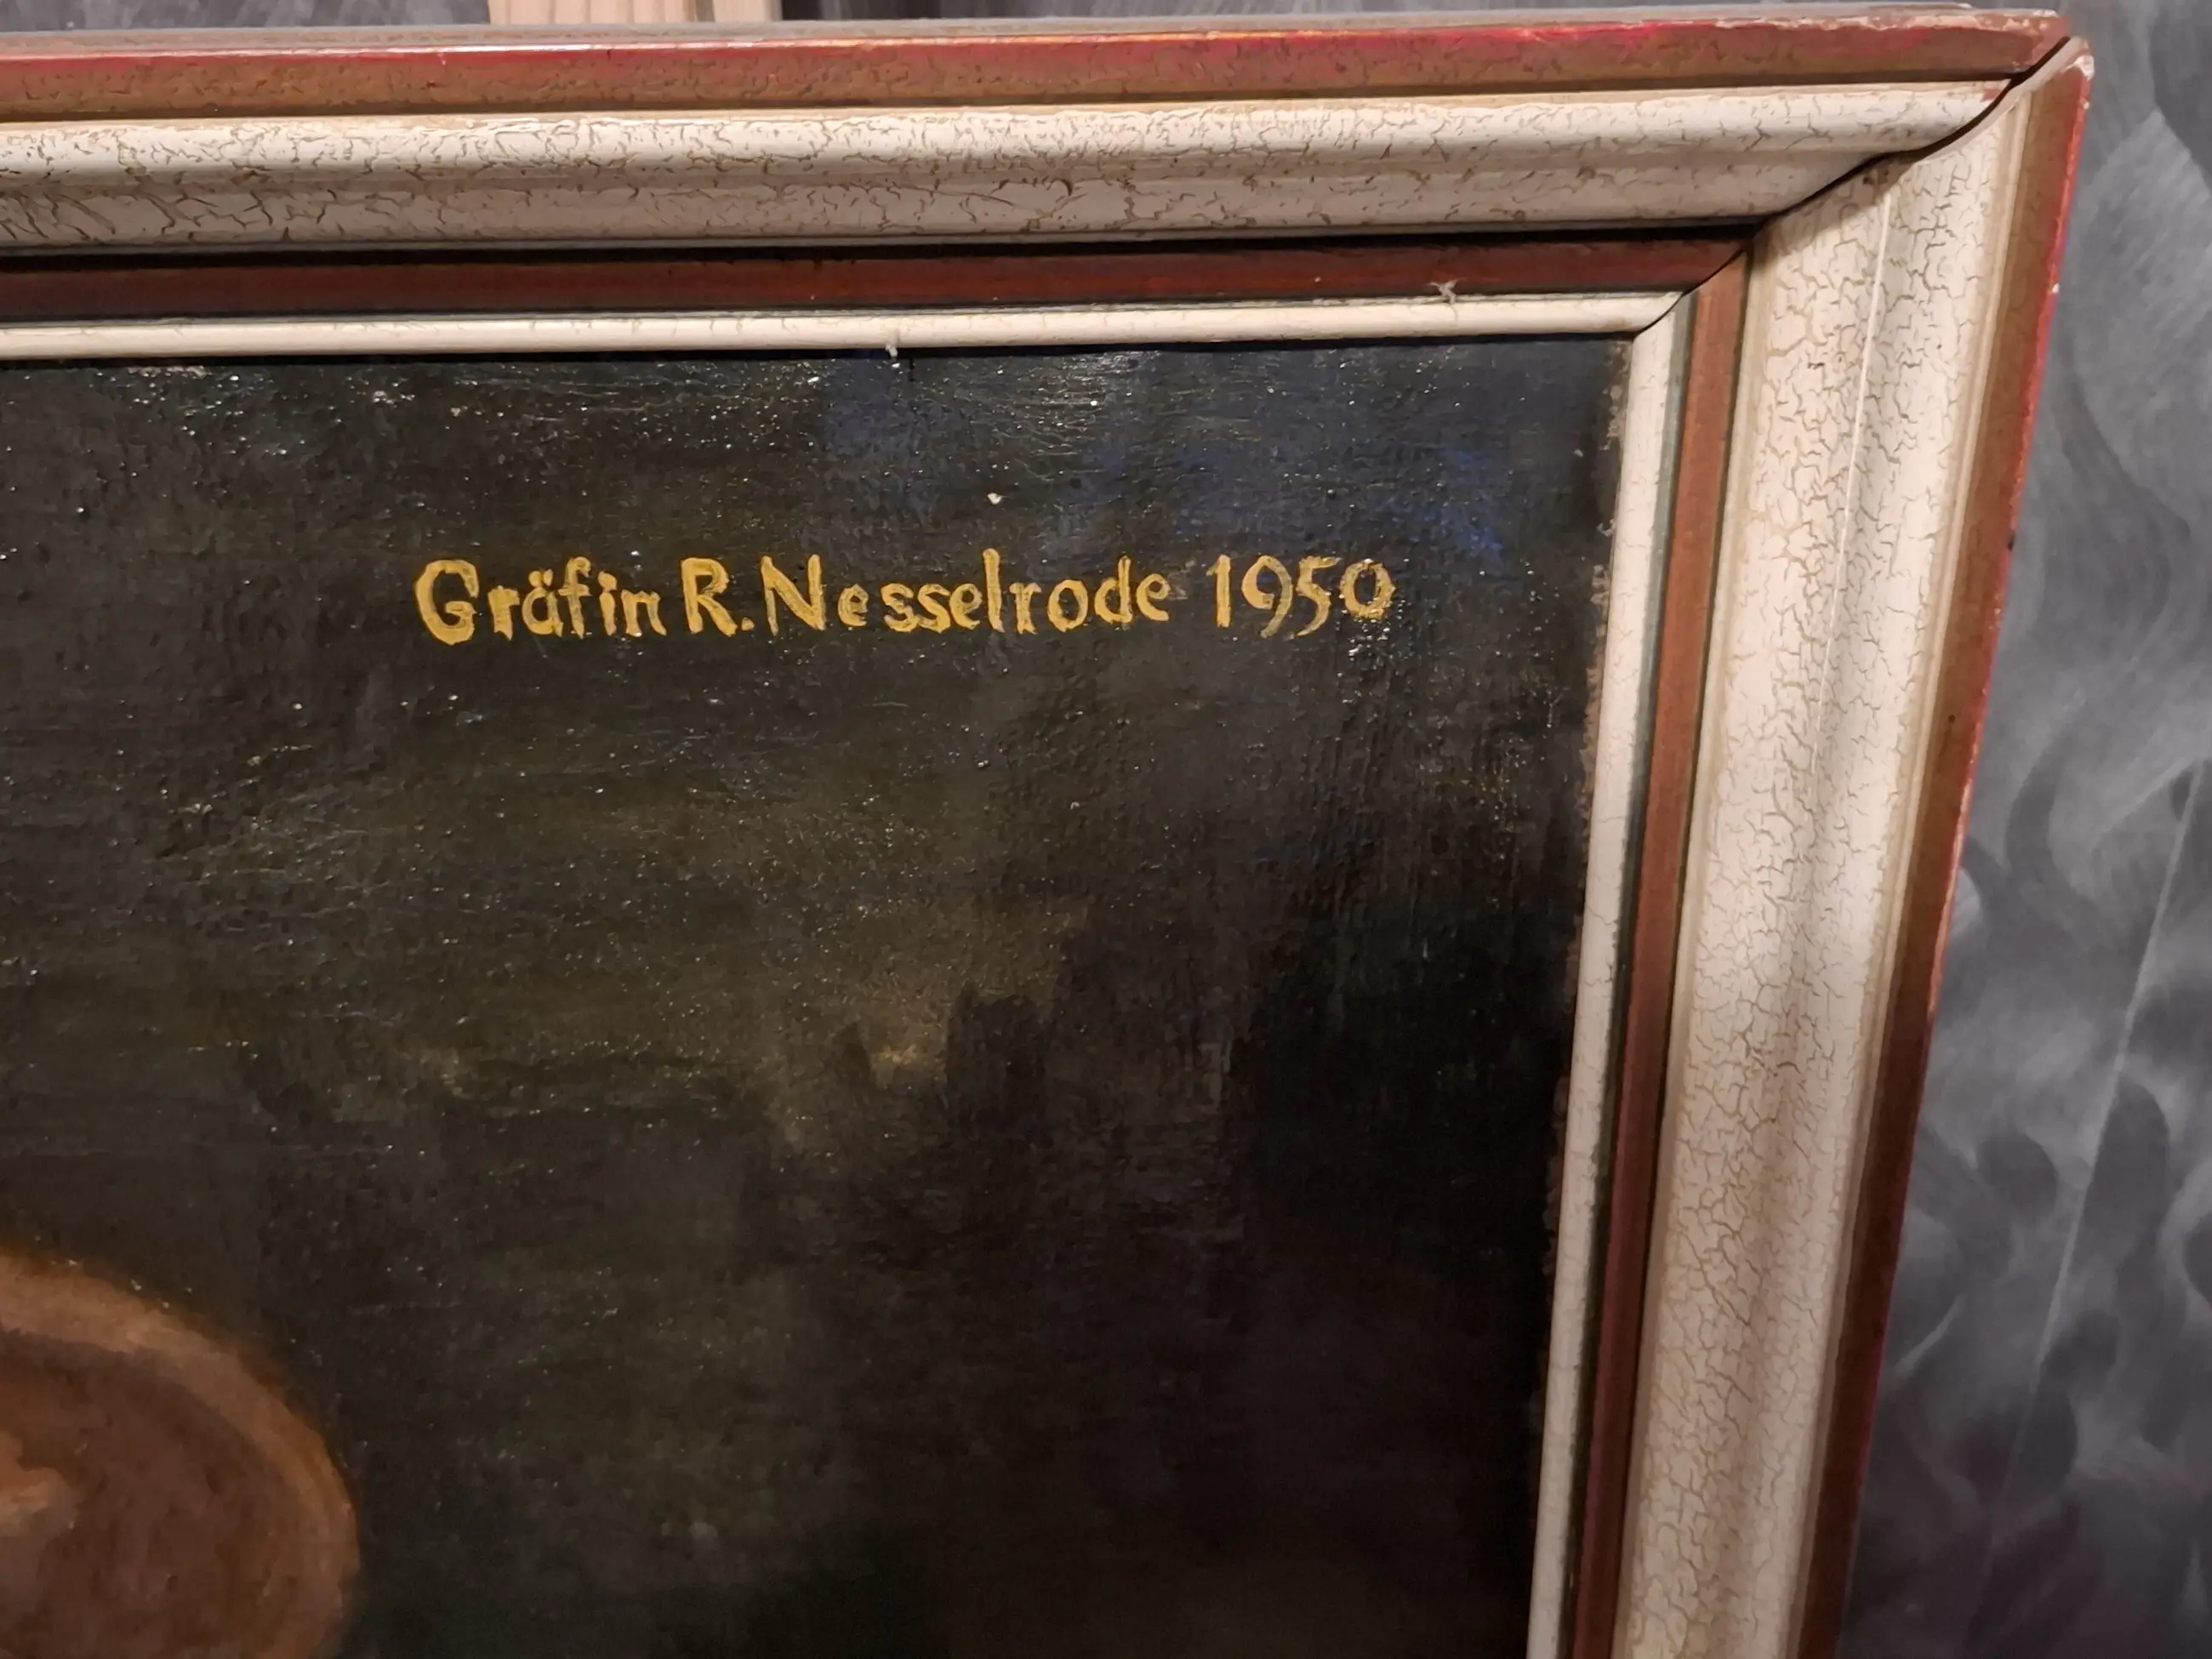 Gräfin R. Nesselrode 1950